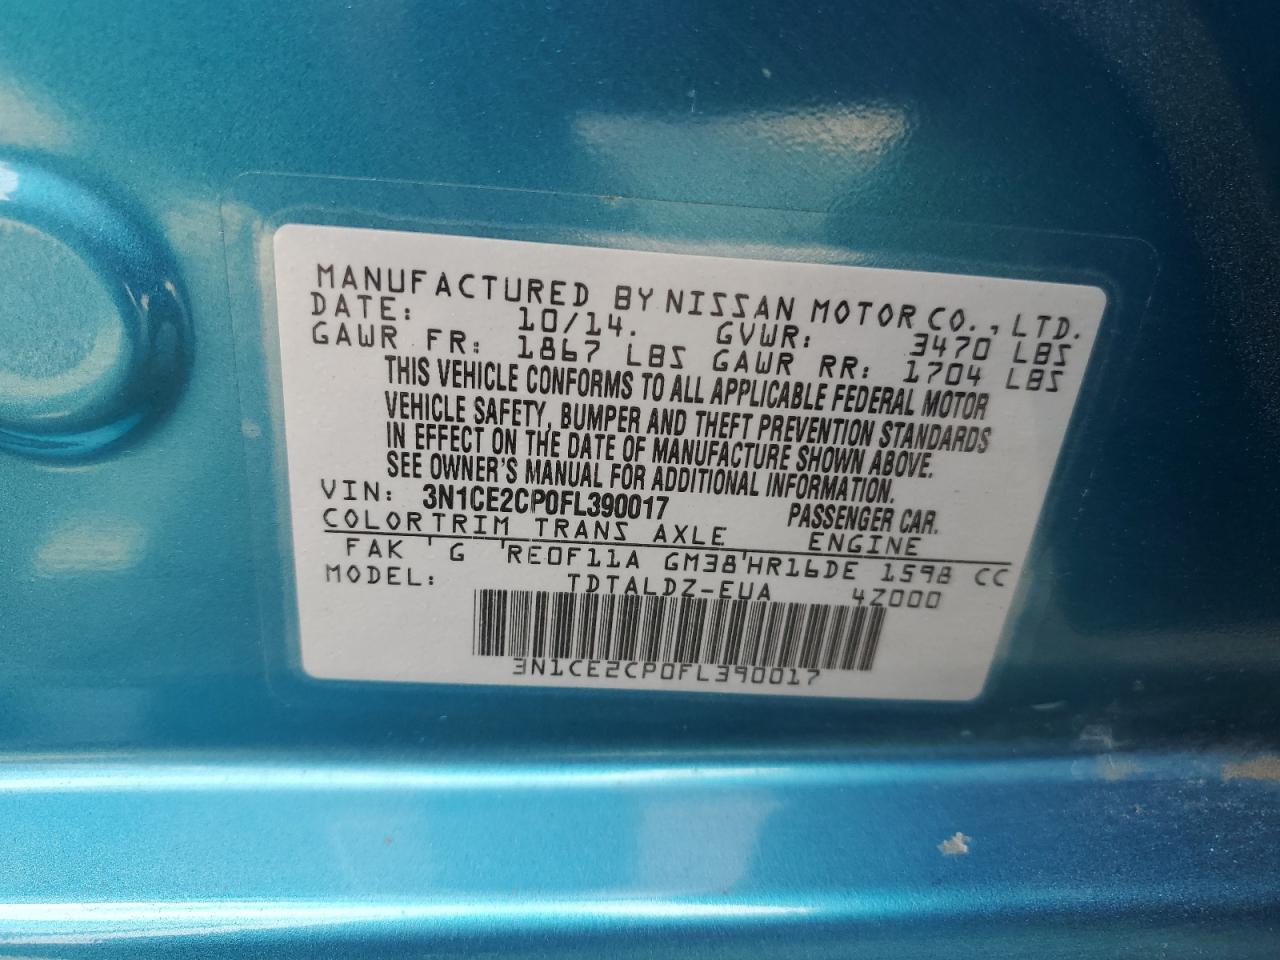 MANUFACTURED BY NISSAN MOTOR CO., LTD.
DATE: 10/14. GVWR: 3470 LBS
GAWR FR: 1867 LBS GAWR RR: 1704 LBS
THIS VEHICLE CONFORMS TO ALL APPLICABLE FEDERAL MOTOR
VEHICLE SAFETY, BUMPER AND THEFT PREVENTION STANDARDS
IN EFFECT ON THE DATE OF MANUFACTURE SHOWN ABOVE.
SEE OWNER'S MANUAL FOR ADDITIONAL INFORMATION.
VIN: 3N1CE2CP0FL390017 PASSENGER CAR.
COLOR TRIM TRANS AXLE ENGINE
FAK G RE0F11A GM38 HR16DE 1598 CC
MODEL: TDTALDZ-EUA 4Z000
3N1CE2CP0FL390017